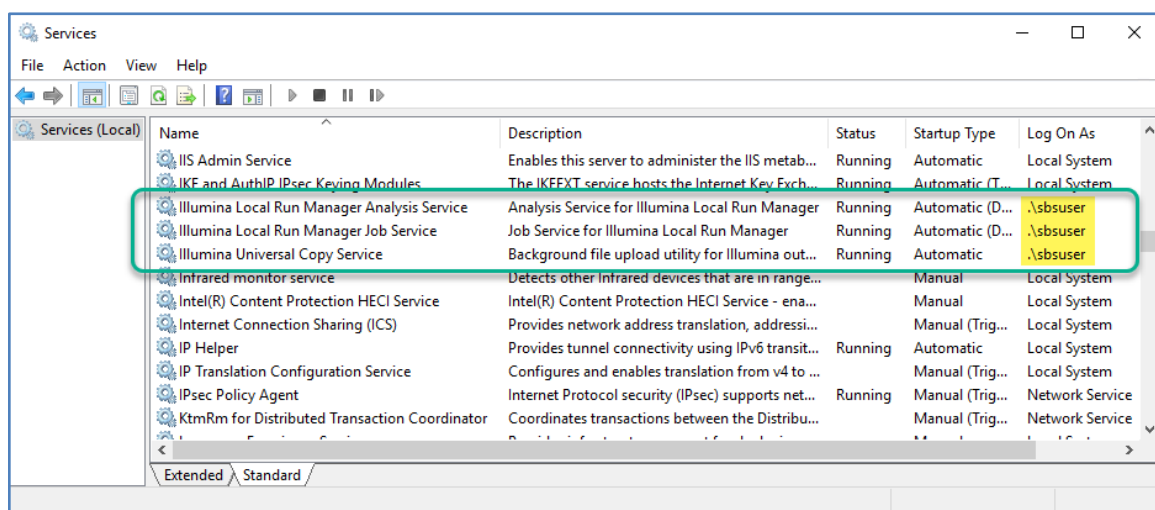 Services
File Action View Help
Services (Local)
Name Description Status Startup Type Log On As
IIS Admin Service Enables this server to administer the IIS metab... Running Automatic Local System
IKE and AuthIP IPsec Keying Modules The IKEEXT service hosts the Internet Key Exch... Running Automatic (T... Local System
Illumina Local Run Manager Analysis Service Analysis Service for Illumina Local Run Manager Running Automatic (D... .\sbsuser
Illumina Local Run Manager Job Service Job Service for Illumina Local Run Manager Running Automatic (D... .\sbsuser
Illumina Universal Copy Service Background file upload utility for Illumina out... Running Automatic .\sbsuser
Infrared monitor service Detects other Infrared devices that are in range... Manual Local System
Intel(R) Content Protection HECI Service Intel(R) Content Protection HECI Service - ena... Manual Local System
Internet Connection Sharing (ICS) Provides network address translation, addressi... Manual (Trig... Local System
IP Helper Provides tunnel connectivity using IPv6 transit... Running Automatic Local System
IP Translation Configuration Service Configures and enables translation from v4 to ... Manual (Trig... Local System
IPsec Policy Agent Internet Protocol security (IPsec) supports net... Running Manual (Trig... Network Service
KtmRm for Distributed Transaction Coordinator Coordinates transactions between the Distribu... Manual (Trig... Network Service
Extended Standard